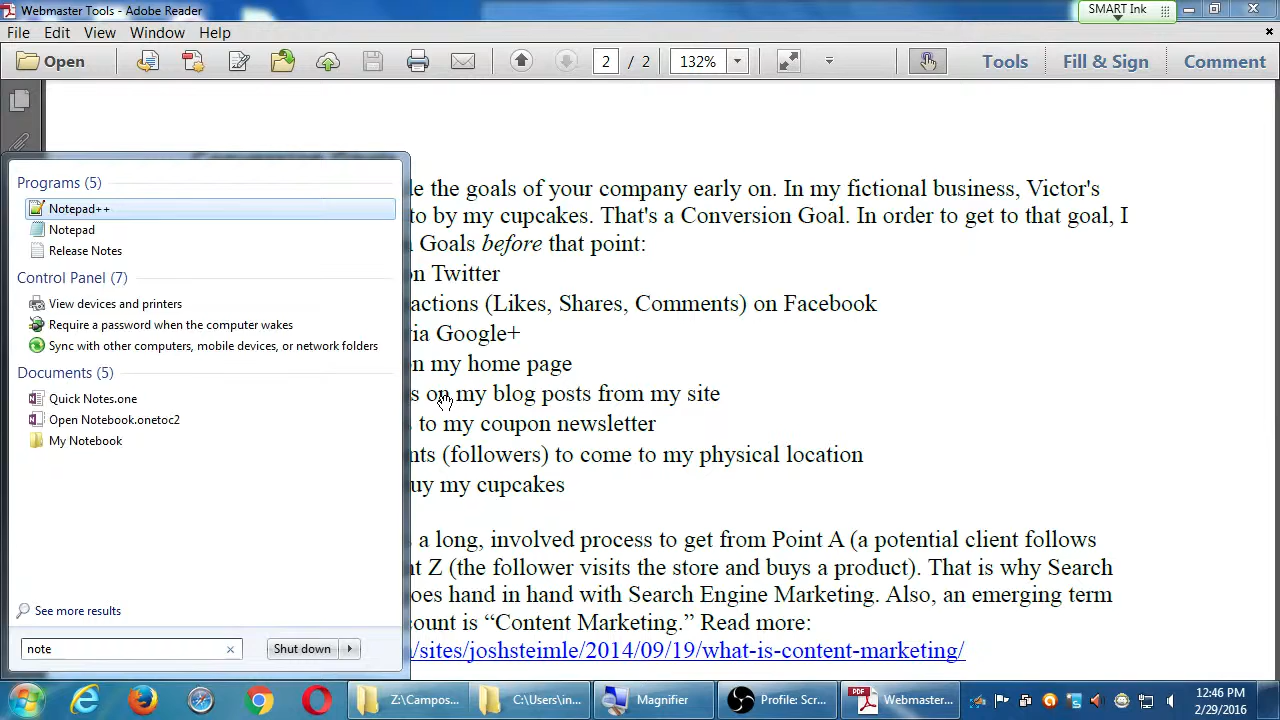 Webmaster Tools - Adobe Reader
SMART Ink
File Edit View Window Help
Open
2 / 2
132%
Tools
Fill & Sign
Comment
de the goals of your company early on. In my fictional business, Victor's
to by my cupcakes. That's a Conversion Goal. In order to get to that goal, I
Goals before that point:
on Twitter
actions (Likes, Shares, Comments) on Facebook
via Google+
on my home page
s on my blog posts from my site
to my coupon newsletter
nts (followers) to come to my physical location
uy my cupcakes
a long, involved process to get from Point A (a potential client follows
t Z (the follower visits the store and buys a product). That is why Search
oes hand in hand with Search Engine Marketing. Also, an emerging term
count is “Content Marketing.” Read more:
/sites/joshsteimle/2014/09/19/what-is-content-marketing/
Programs (5)
Notepad++
Notepad
Release Notes
Control Panel (7)
View devices and printers
Require a password when the computer wakes
Sync with other computers, mobile devices, or network folders
Documents (5)
Quick Notes.one
Open Notebook.onetoc2
My Notebook
See more results
note
Shut down
Z:\Campos...
C:\Users\in...
Magnifier
Profile: Scr...
Webmaster...
12:46 PM
2/29/2016